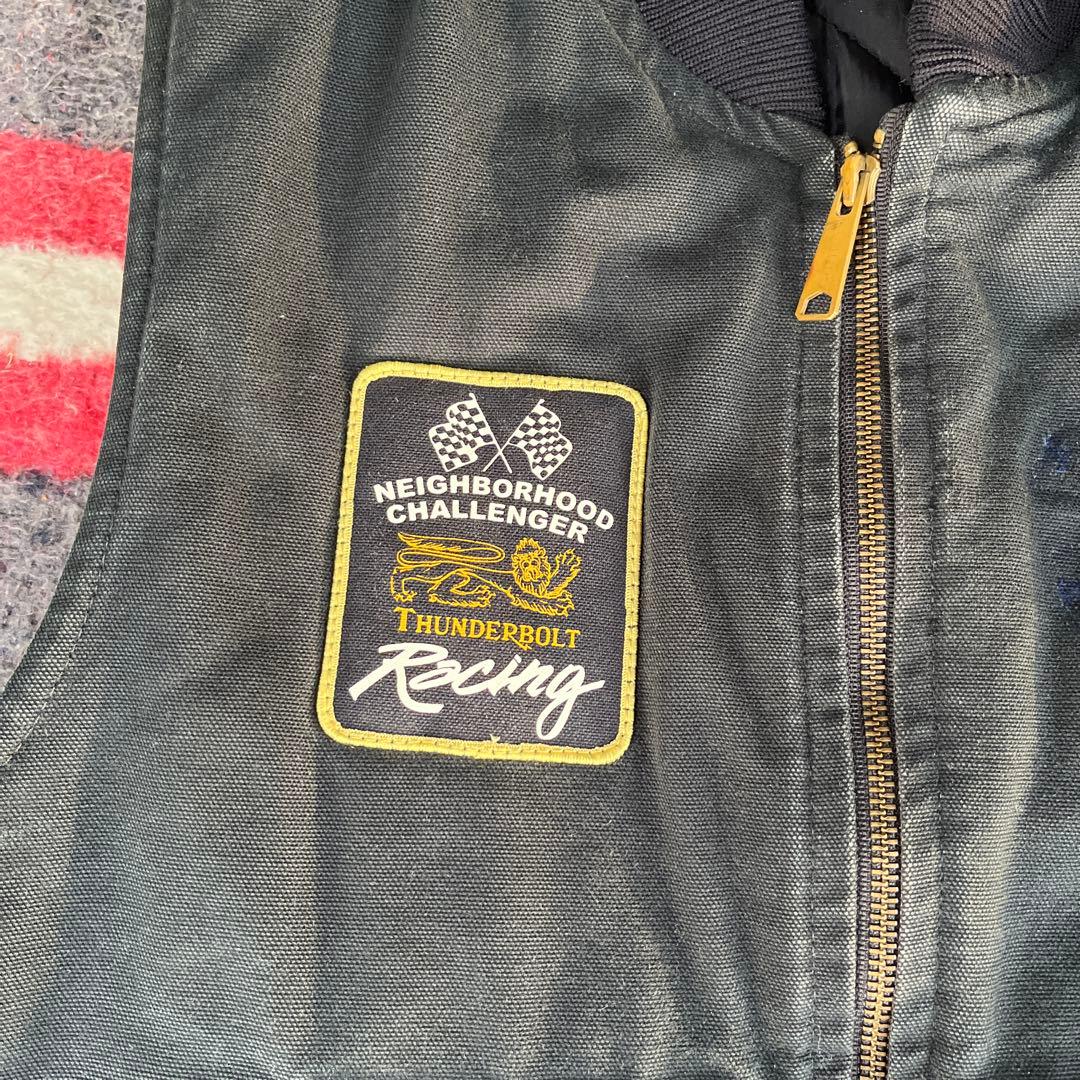 NEIGHBORHOOD
CHALLENGER
THUNDERBOLT
Racing